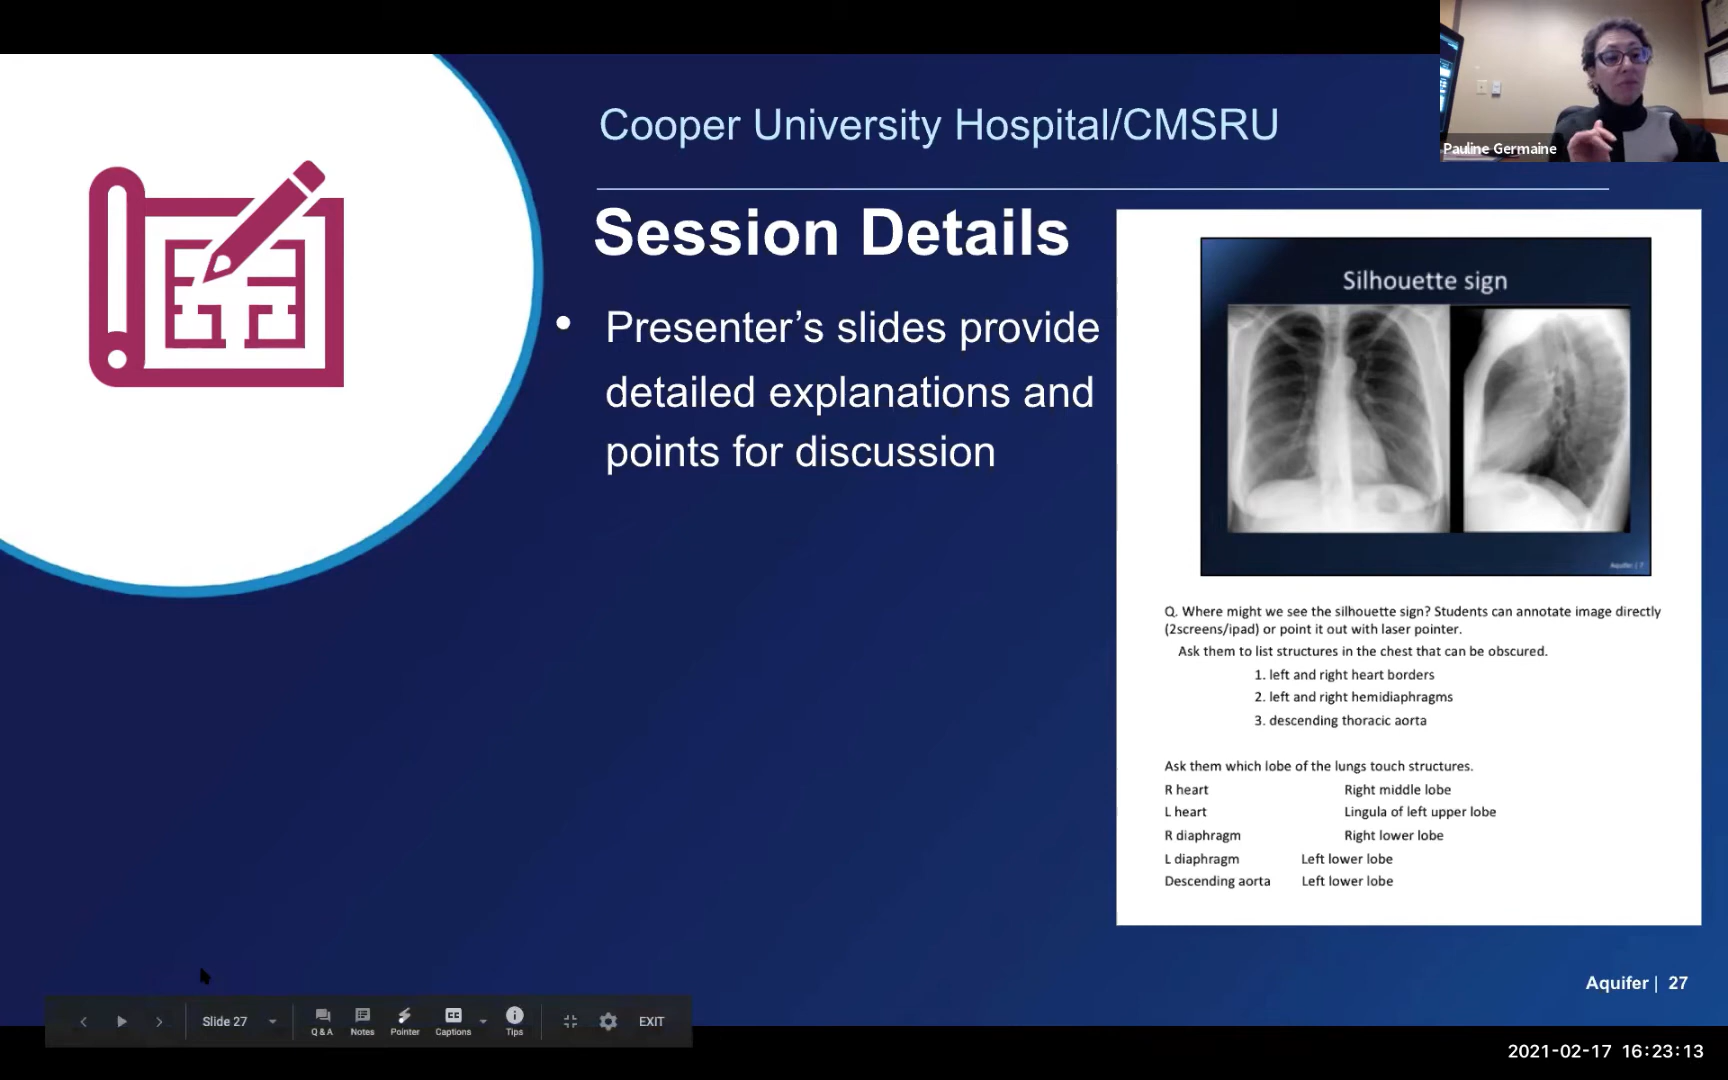 Cooper University Hospital/CMSRU
Pauline Germaine
Session Details
• Presenter’s slides provide
detailed explanations and
points for discussion
Silhouette sign
Aquifer | 7
Q. Where might we see the silhouette sign? Students can annotate image directly
(2screens/ipad) or point it out with laser pointer.
Ask them to list structures in the chest that can be obscured.
1. left and right heart borders
2. left and right hemidiaphragms
3. descending thoracic aorta
Ask them which lobe of the lungs touch structures.
R heart Right middle lobe
L heart Lingula of left upper lobe
R diaphragm Right lower lobe
L diaphragm Left lower lobe
Descending aorta Left lower lobe
Aquifer | 27
Slide 27
Q & A
Notes
Pointer
CC
Captions
Tips
EXIT
2021-02-17 16:23:13